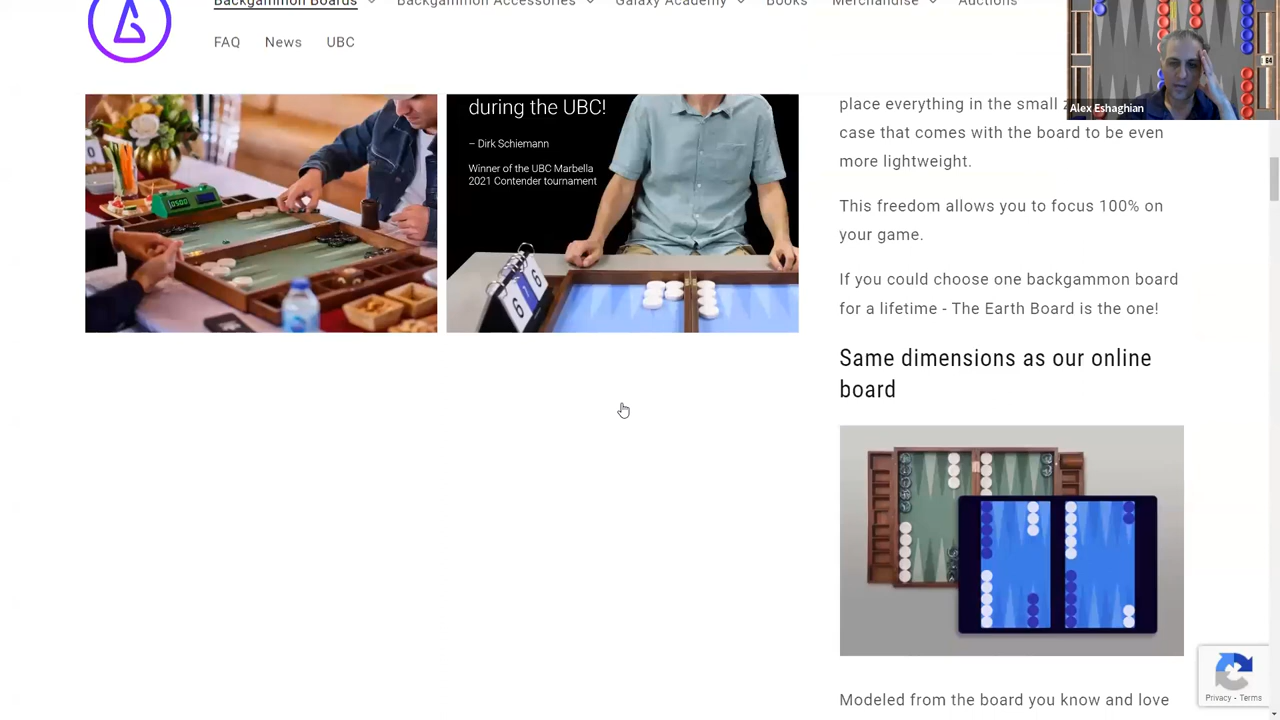 Backgammon Boards
Backgammon Accessories
Galaxy Academy
Books
Merchandise
Auctions
FAQ
News
UBC
64
Alex Eshaghian
during the UBC!
– Dirk Schiemann
Winner of the UBC Marbella
2021 Contender tournament
6
6
place everything in the small
case that comes with the board to be even
more lightweight.
This freedom allows you to focus 100% on
your game.
If you could choose one backgammon board
for a lifetime - The Earth Board is the one!
Same dimensions as our online
board
Modeled from the board you know and love
Privacy - Terms